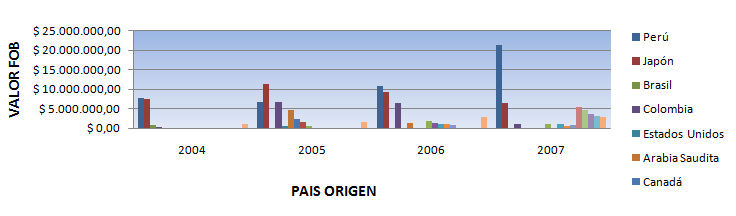 VALOR FOB
$ 25.000.000,00
$ 20.000.000,00
$ 15.000.000,00
$ 10.000.000,00
$ 5.000.000,00
$ 0,00
2004
2005
2006
2007
PAIS ORIGEN
Perú
Japón
Brasil
Colombia
Estados Unidos
Arabia Saudita
Canadá